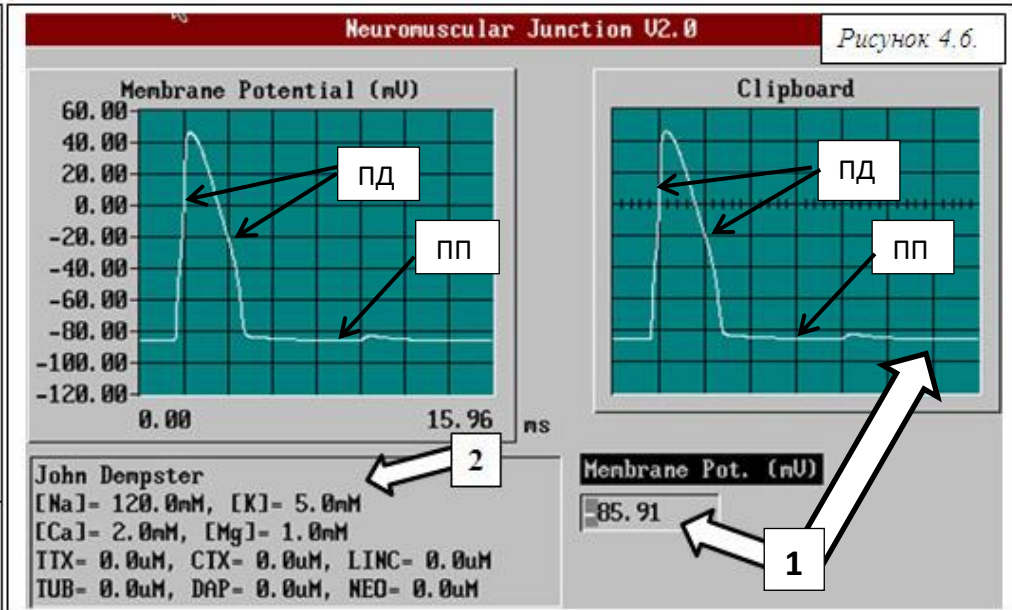 Neuromuscular Junction V2.0
Рисунок 4.6.
Membrane Potential (mV)
60.00
40.00
20.00
0.00
-20.00
-40.00
-60.00
-80.00
-100.00
-120.00
0.00
15.96 ms
ПД
ПП
Clipboard
ПД
ПП
2
John Dempster
[Na]= 120.0mM, [K]= 5.0mM
[Ca]= 2.0mM, [Mg]= 1.0mM
TTX= 0.0uM, CTX= 0.0uM, LINC= 0.0uM
TUB= 0.0uM, DAP= 0.0uM, NEO= 0.0uM
Membrane Pot. (mV)
-85.91
1